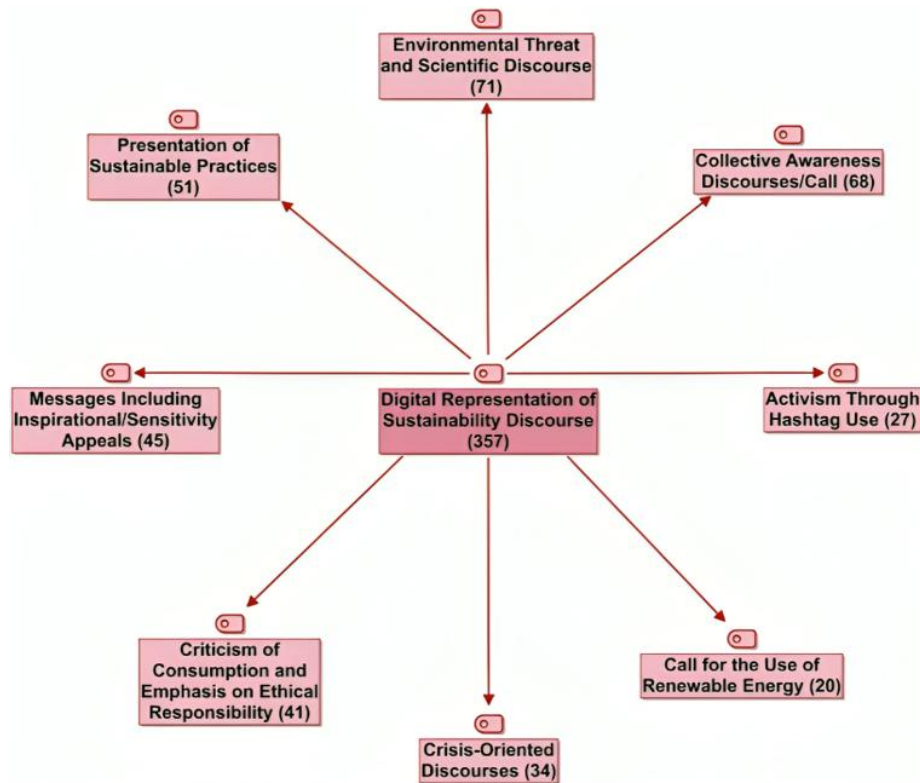 Environmental Threat
and Scientific Discourse
(71)
Presentation of
Sustainable Practices
(51)
Collective Awareness
Discourses/Call (68)
Messages Including
Inspirational/Sensitivity
Appeals (45)
Digital Representation of
Sustainability Discourse
(357)
Activism Through
Hashtag Use (27)
Criticism of
Consumption and
Emphasis on Ethical
Responsibility (41)
Crisis-Oriented
Discourses (34)
Call for the Use of
Renewable Energy (20)